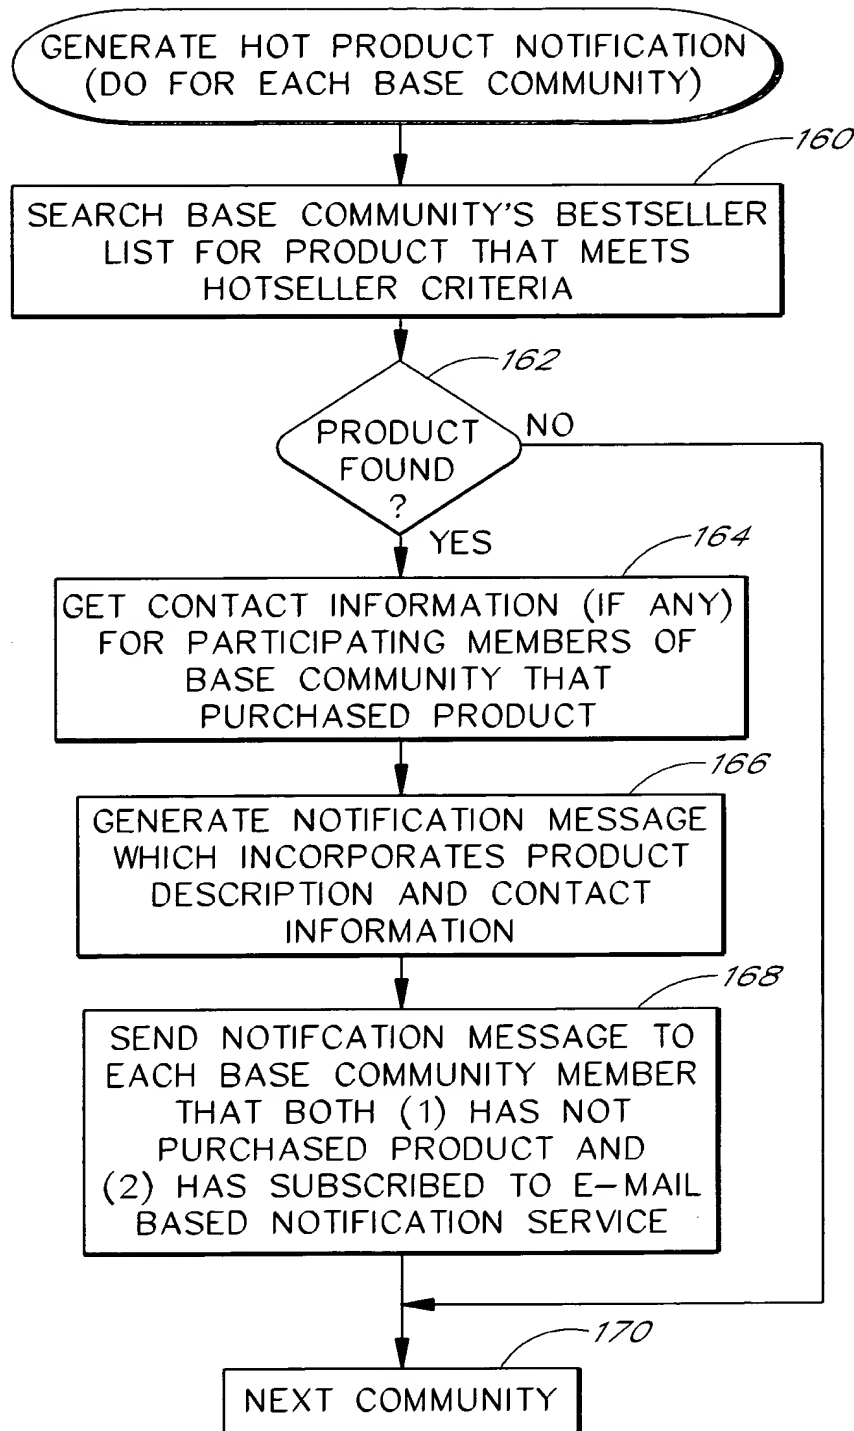 GENERATE HOT PRODUCT NOTIFICATION
(DO FOR EACH BASE COMMUNITY)
160
SEARCH BASE COMMUNITY'S BESTSELLER
LIST FOR PRODUCT THAT MEETS
HOTSELLER CRITERIA
162
PRODUCT
FOUND
?
NO
YES
164
GET CONTACT INFORMATION (IF ANY)
FOR PARTICIPATING MEMBERS OF
BASE COMMUNITY THAT
PURCHASED PRODUCT
166
GENERATE NOTIFICATION MESSAGE
WHICH INCORPORATES PRODUCT
DESCRIPTION AND CONTACT
INFORMATION
168
SEND NOTIFCATION MESSAGE TO
EACH BASE COMMUNITY MEMBER
THAT BOTH (1) HAS NOT
PURCHASED PRODUCT AND
(2) HAS SUBSCRIBED TO E-MAIL
BASED NOTIFICATION SERVICE
170
NEXT COMMUNITY